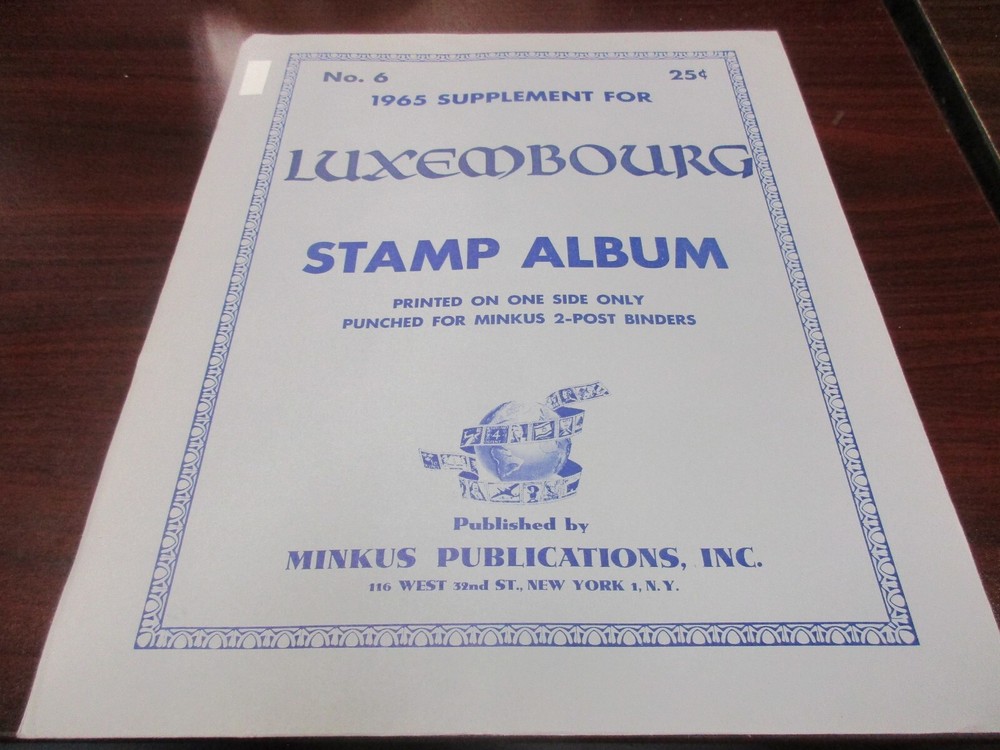 No. 6 25¢
1965 SUPPLEMENT FOR
LUXEMBOURG
STAMP ALBUM
PRINTED ON ONE SIDE ONLY
PUNCHED FOR MINKUS 2-POST BINDERS
Published by
MINKUS PUBLICATIONS, INC.
116 WEST 32nd ST., NEW YORK 1, N. Y.